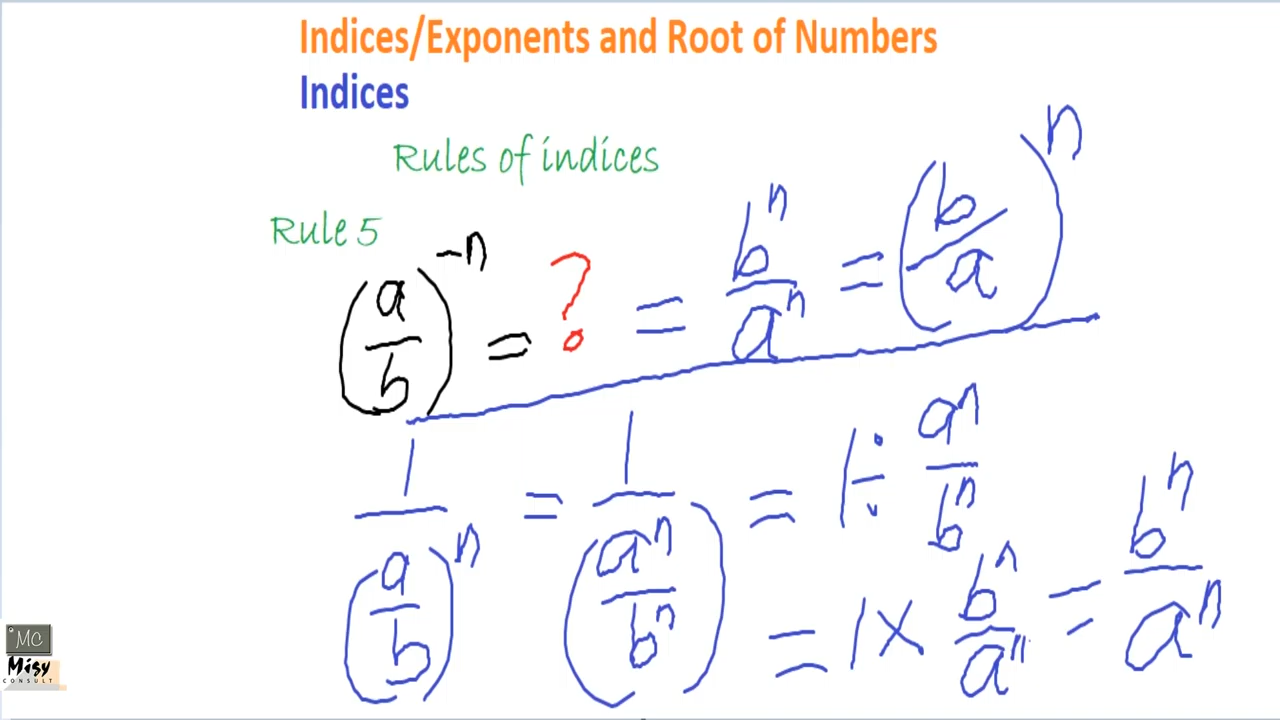 Indices/Exponents and Root of Numbers
Indices
Rules of indices
Rule 5
(a/b)^-n = ? = b^n/a^n = (b/a)^n
1/(a/b)^n = 1/(a^n/b^n) = 1 ÷ a^n/b^n
= 1 × b^n/a^n = b^n/a^n
MC
Misy
CONSULT